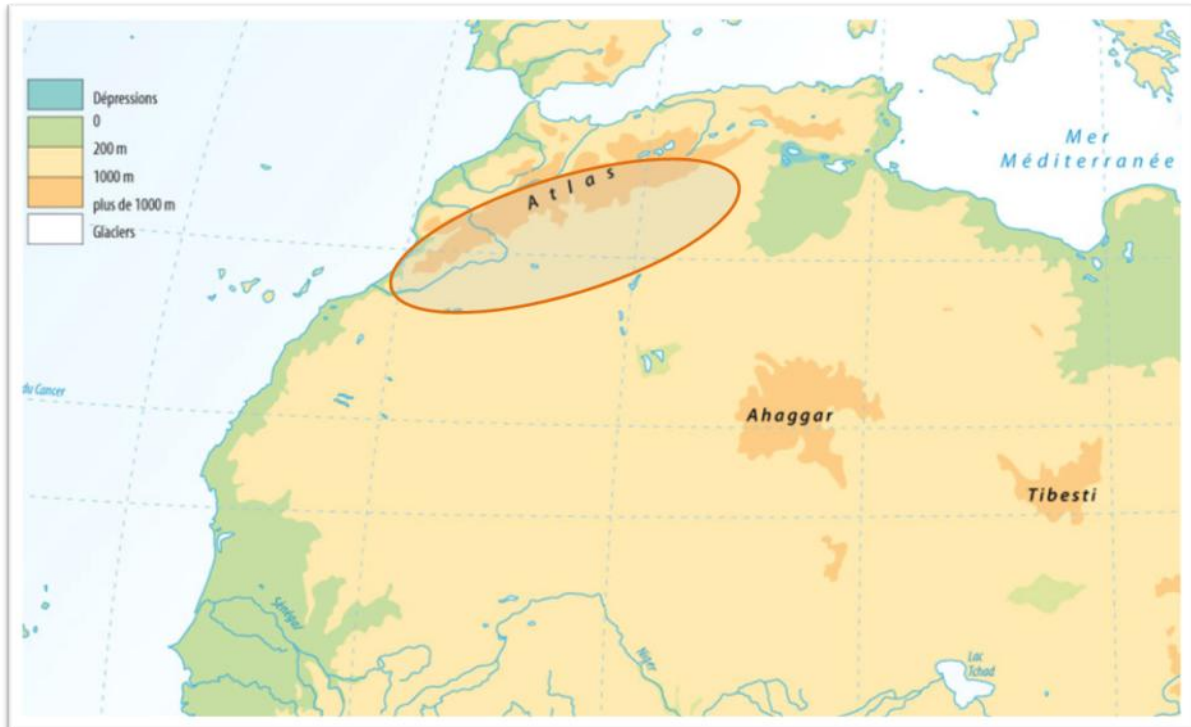 Dépressions
0
200 m
1000 m
plus de 1000 m
Glaciers
Mer
Méditerranée
Atlas
du Cancer
Ahaggar
Tibesti
Sénégal
Niger
Lac
Tchad